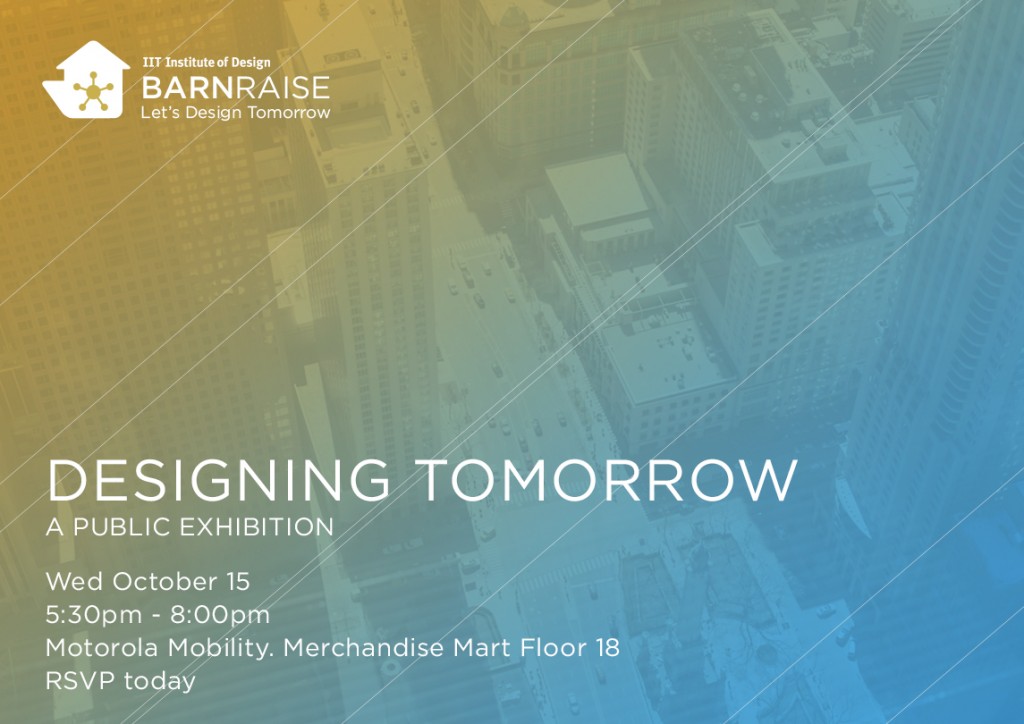 IIT Institute of Design
BARNRAISE
Let's Design Tomorrow
DESIGNING TOMORROW
A PUBLIC EXHIBITION
Wed October 15
5:30pm - 8:00pm
Motorola Mobility. Merchandise Mart Floor 18
RSVP today